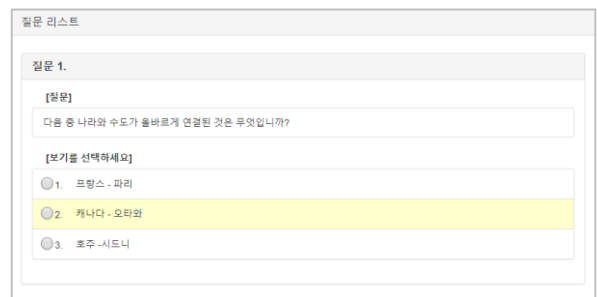 질문 리스트
질문 1.
[질문]
다음 중 나라와 수도가 올바르게 연결된 것은 무엇입니까?
[보기를 선택하세요]
1. 프랑스 - 파리
2. 캐나다 - 오타와
3. 호주 -시드니